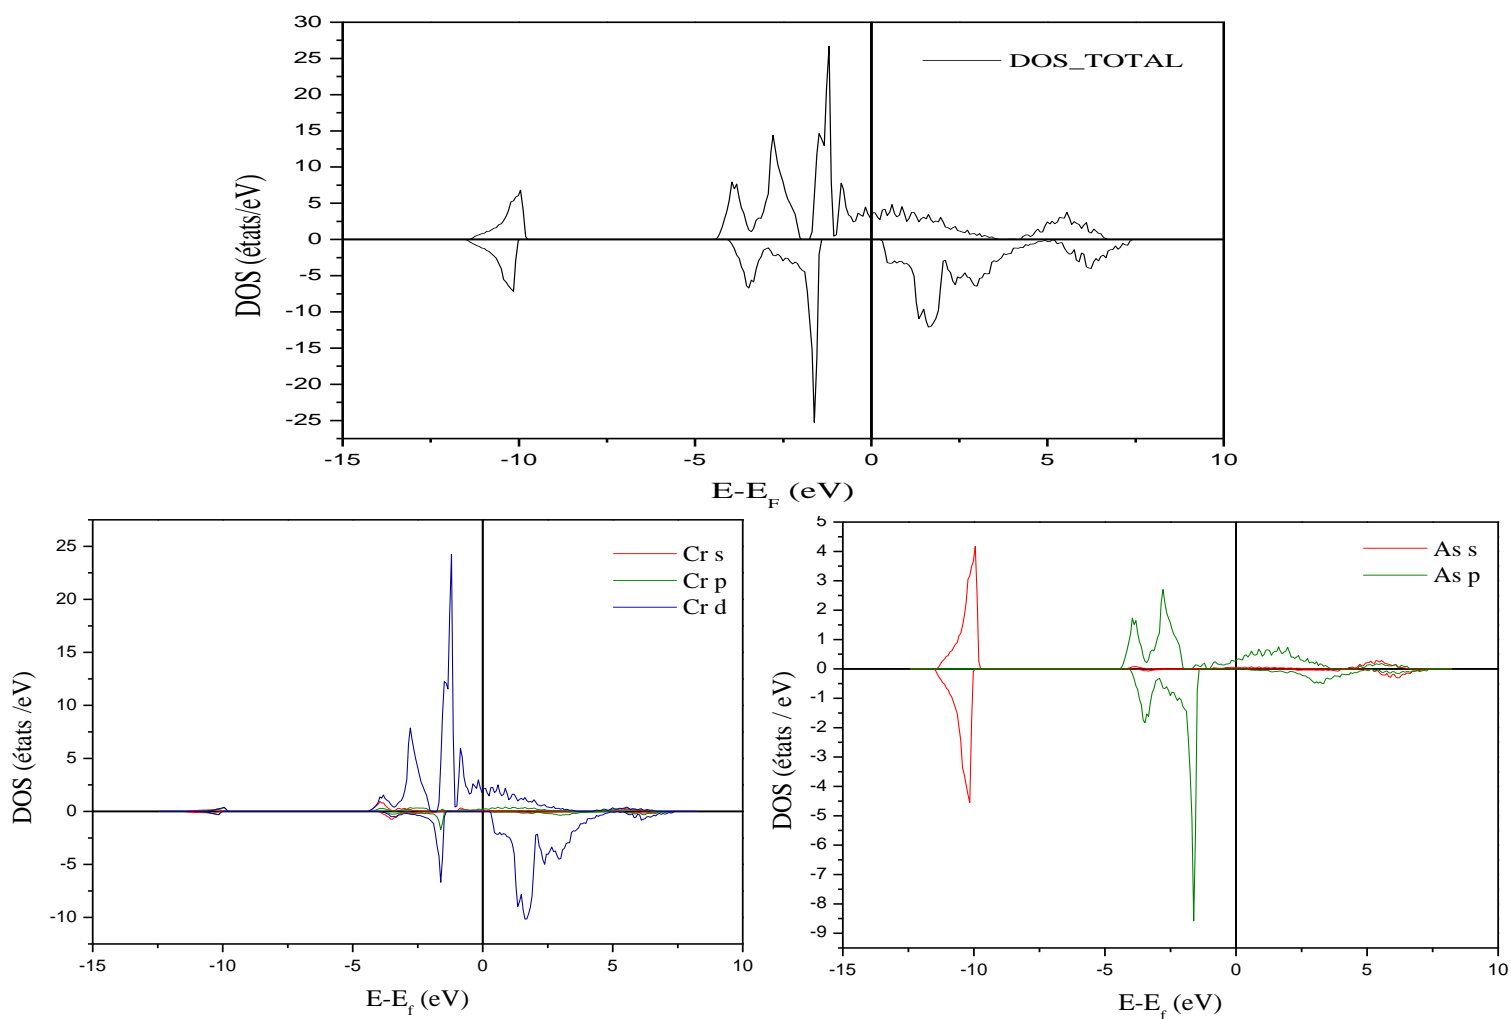 30
25
20
15
10
5
0
-5
-10
-15
-20
-25
DOS (états/eV)
DOS_TOTAL
-15 -10 -5 0 5 10
E-E_F (eV)
25
20
15
10
5
0
-5
-10
DOS (états /eV)
Cr s
Cr p
Cr d
-15 -10 -5 0 5 10
E-E_f (eV)
5
4
3
2
1
0
-1
-2
-3
-4
-5
-6
-7
-8
-9
DOS (états / eV)
As s
As p
-15 -10 -5 0 5 10
E-E_f (eV)